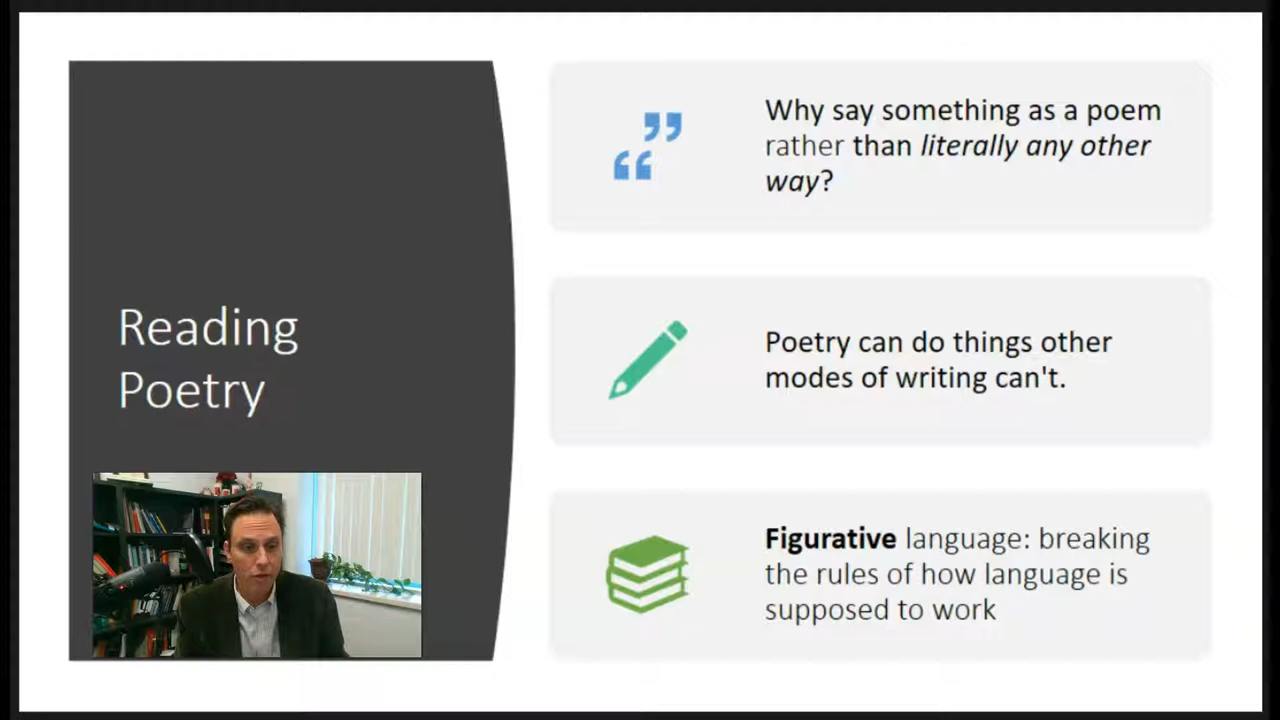 Reading
Poetry
Why say something as a poem
rather than literally any other
way?
Poetry can do things other
modes of writing can't.
Figurative language: breaking
the rules of how language is
supposed to work